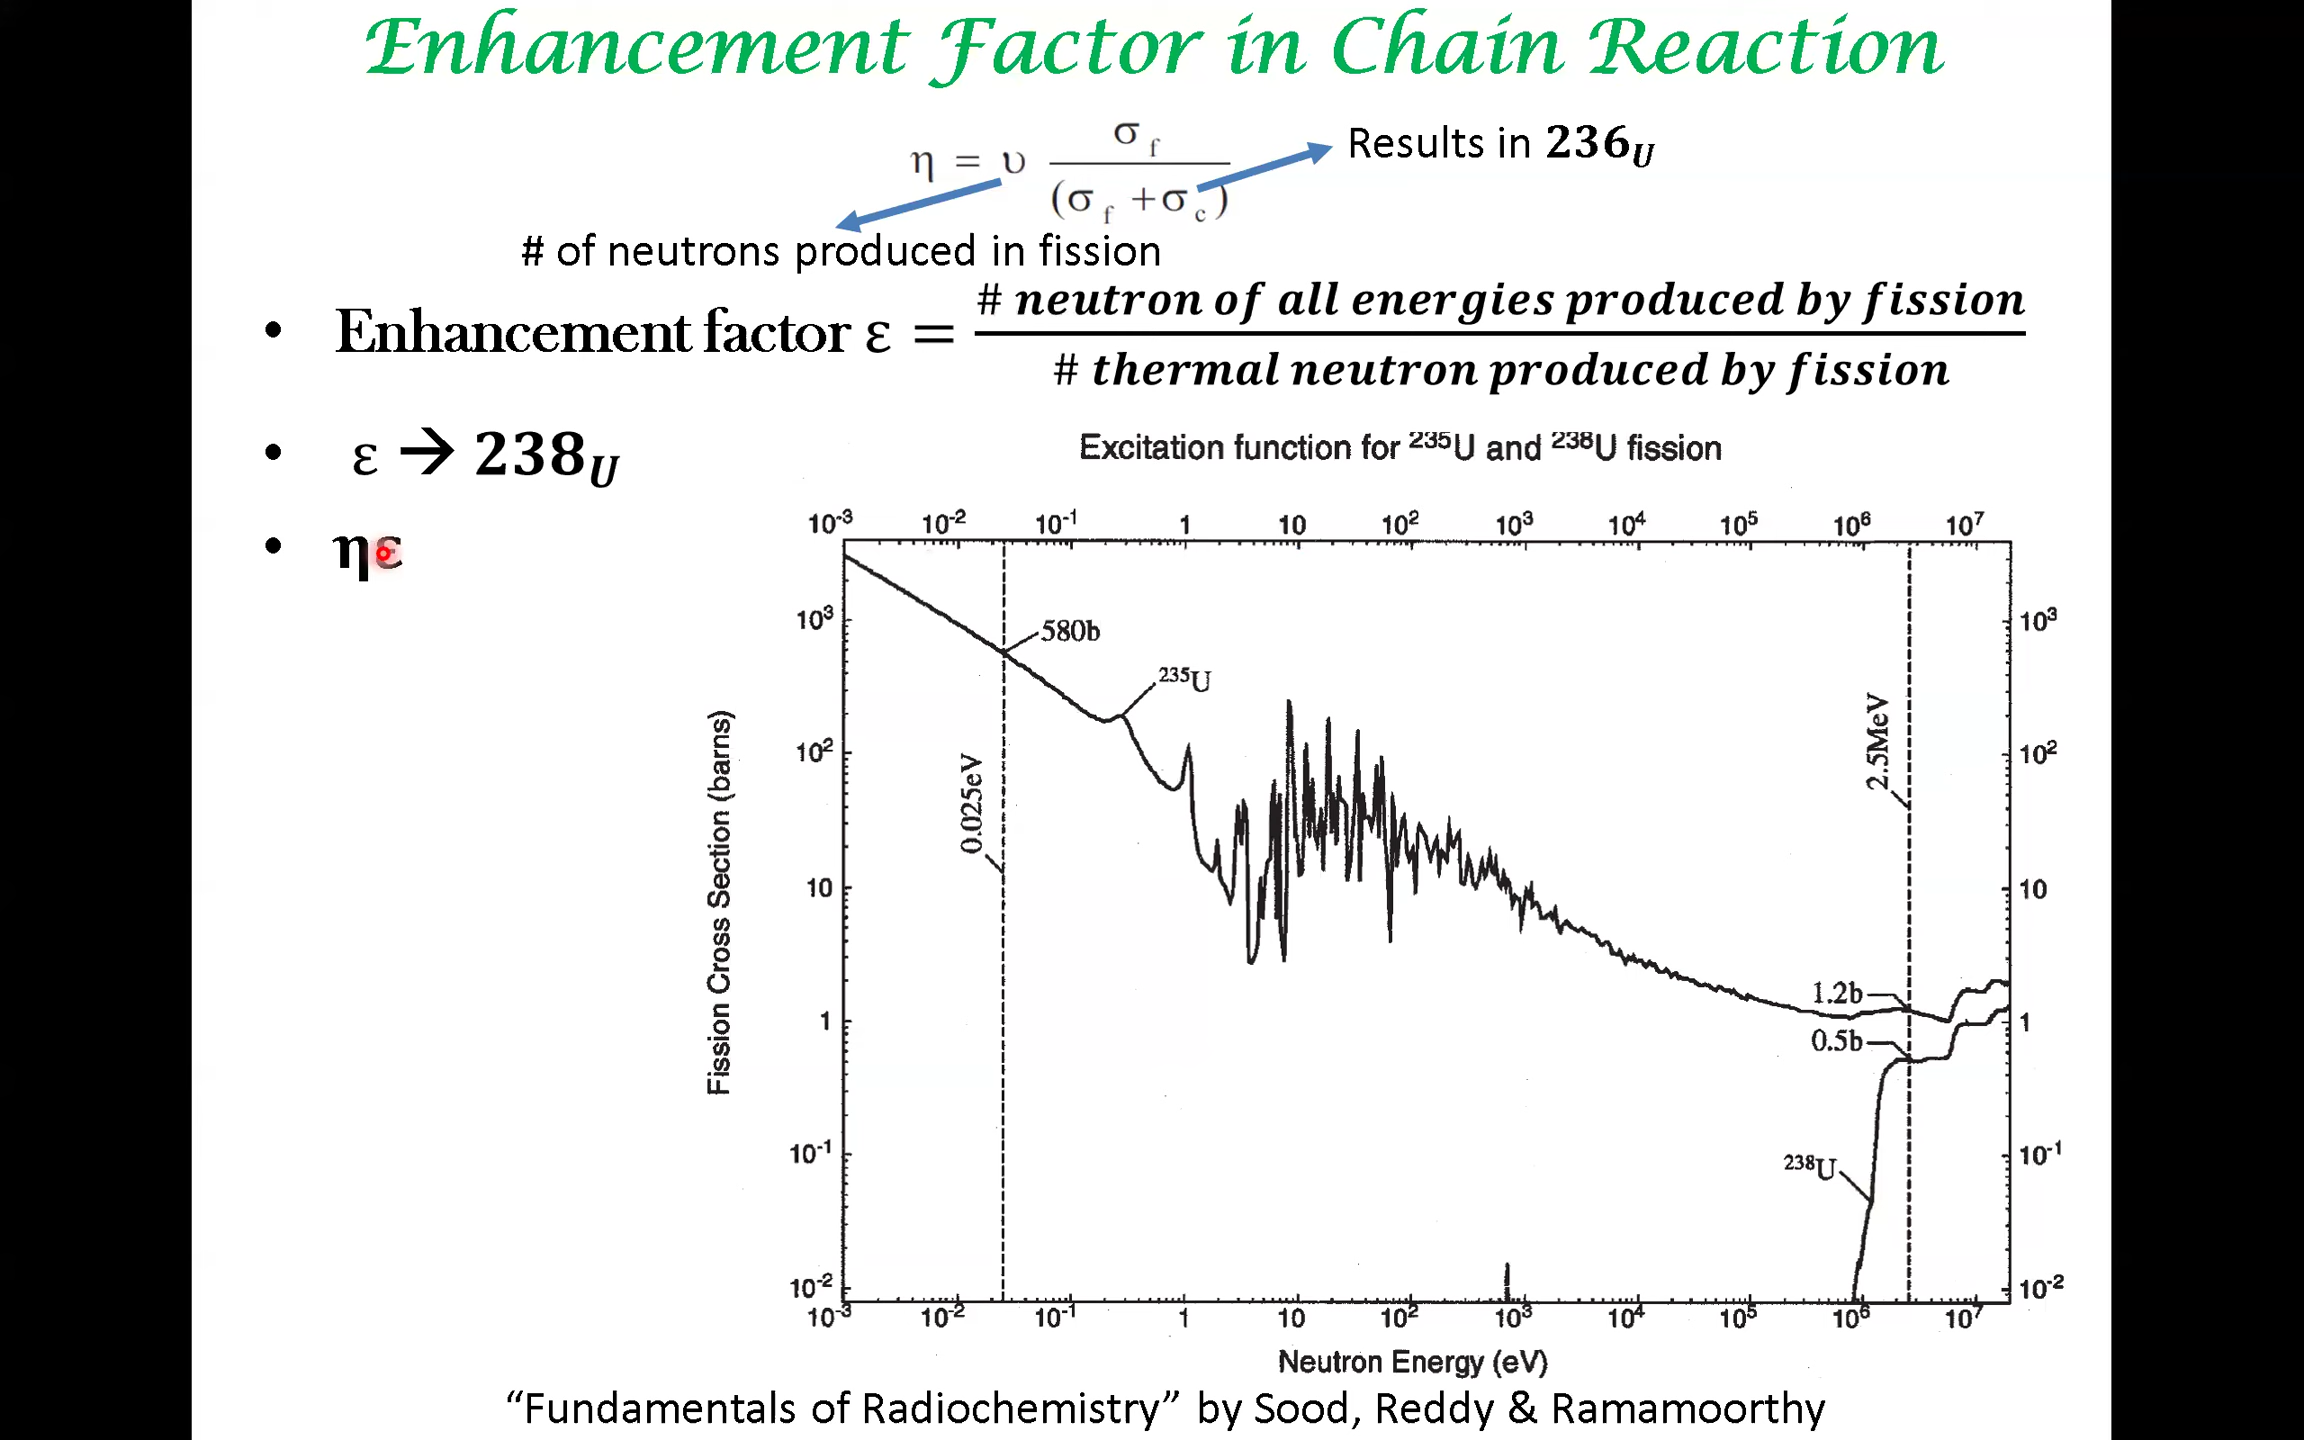 Enhancement Factor in Chain Reaction
η = υ σ f / (σ f + σ c)
Results in 236U
# of neutrons produced in fission
• Enhancement factor ε = # neutron of all energies produced by fission / # thermal neutron produced by fission
• ε → 238U
• ηε
Excitation function for ²³⁵U and ²³⁸U fission
10⁻³ 10⁻² 10⁻¹ 1 10 10² 10³ 10⁴ 10⁵ 10⁶ 10⁷
10³ 10³
580b
²³⁵U
2.5MeV
10² 10²
0.025eV
Fission Cross Section (barns)
10 10
1.2b
1 1
0.5b
10⁻¹ 10⁻¹
²³⁸U
10⁻² 10⁻²
10⁻³ 10⁻² 10⁻¹ 1 10 10² 10³ 10⁴ 10⁵ 10⁶ 10⁷
Neutron Energy (eV)
“Fundamentals of Radiochemistry” by Sood, Reddy & Ramamoorthy